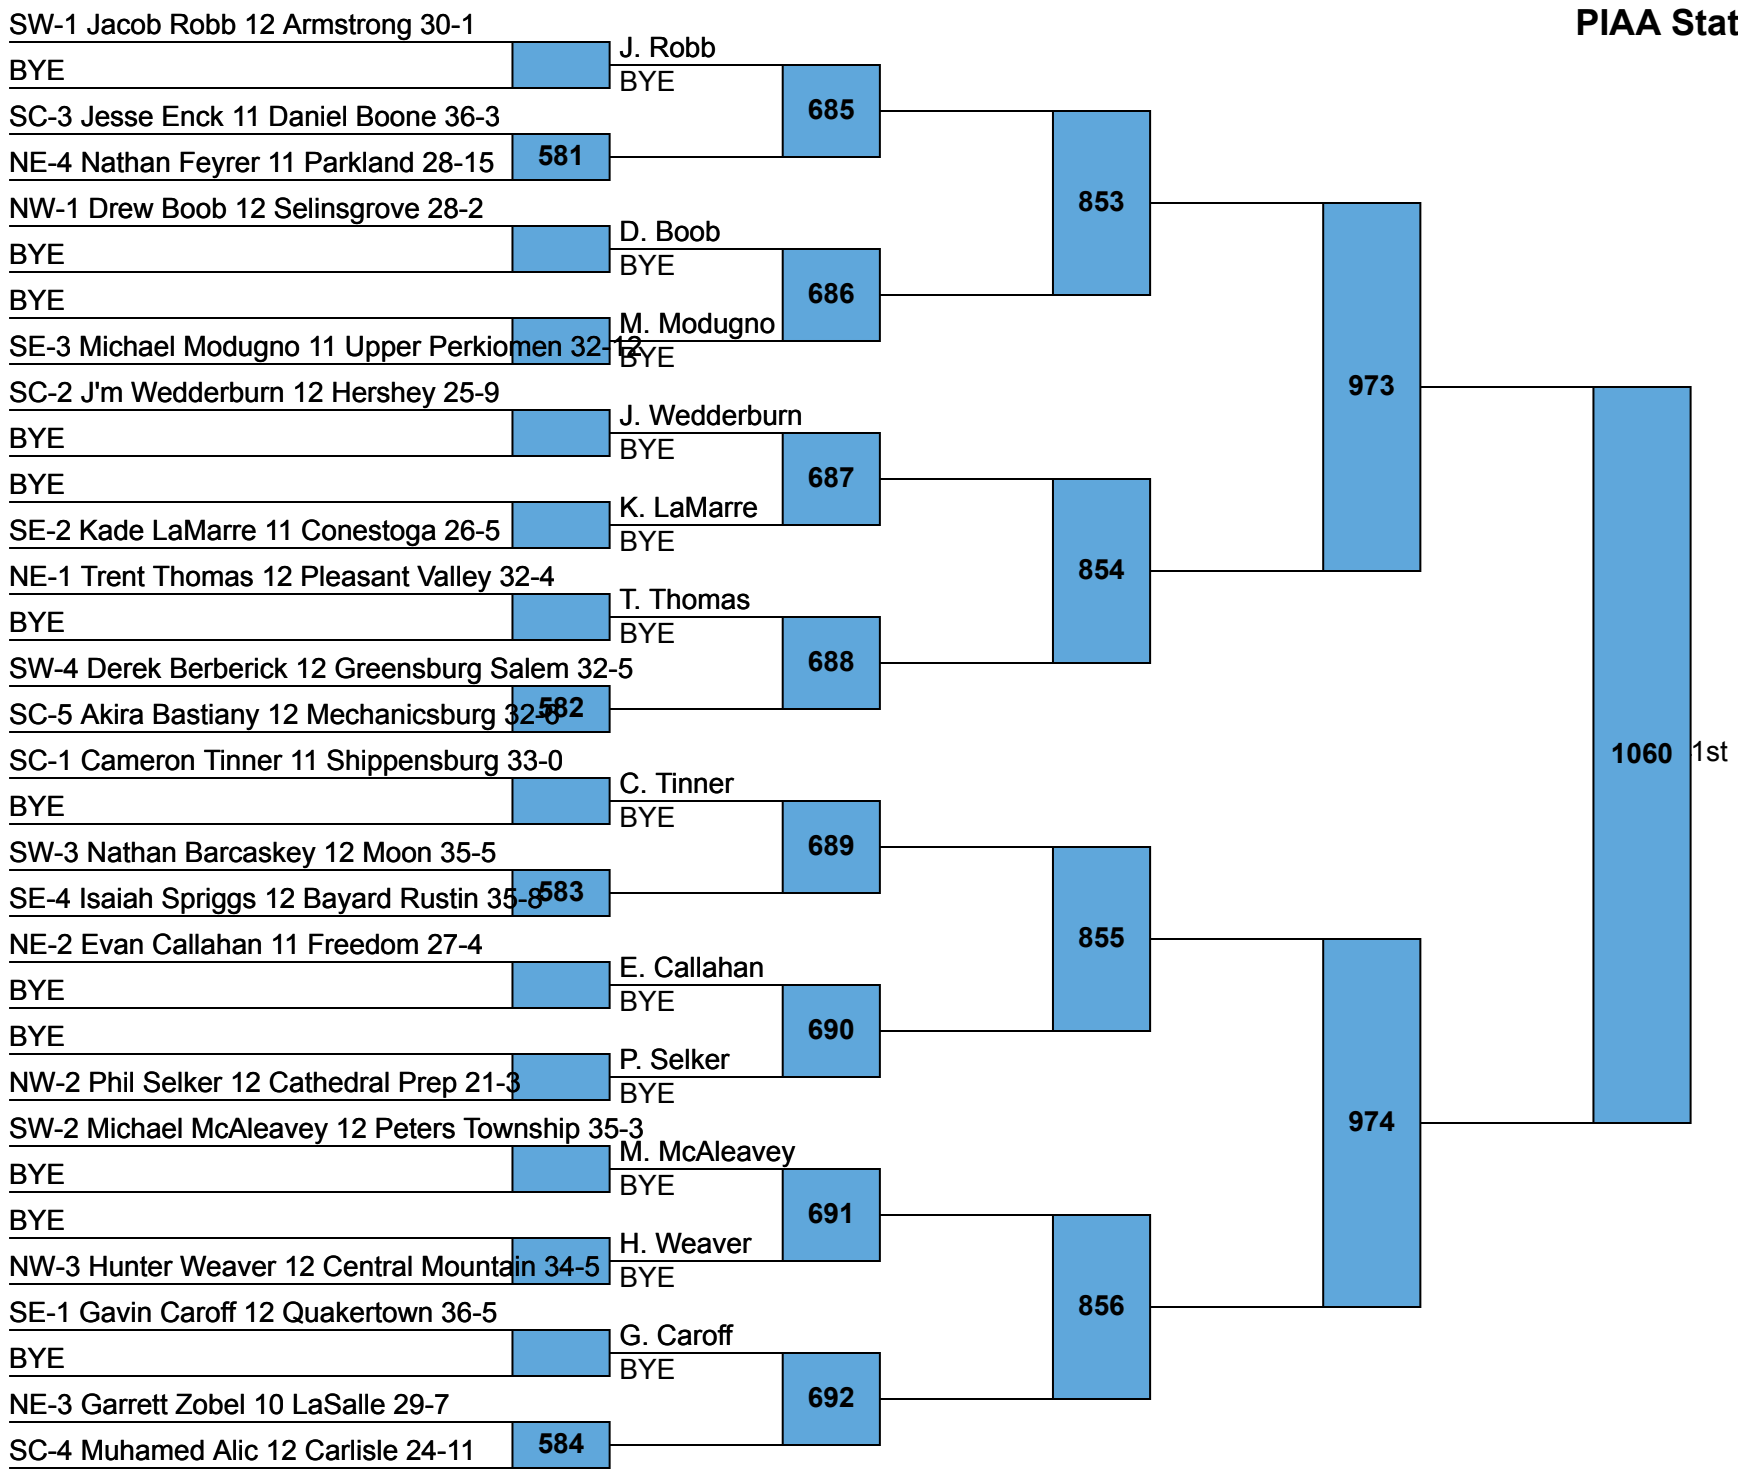 PIAA Stat
SW-1 Jacob Robb 12 Armstrong 30-1
J. Robb
BYE
BYE
685
SC-3 Jesse Enck 11 Daniel Boone 36-3
581
NE-4 Nathan Feyrer 11 Parkland 28-15
853
NW-1 Drew Boob 12 Selinsgrove 28-2
D. Boob
BYE
BYE
686
BYE
M. Modugno
SE-3 Michael Modugno 11 Upper Perkiomen 32-12
BYE
973
SC-2 J'm Wedderburn 12 Hershey 25-9
J. Wedderburn
BYE
BYE
687
BYE
K. LaMarre
SE-2 Kade LaMarre 11 Conestoga 26-5
BYE
854
NE-1 Trent Thomas 12 Pleasant Valley 32-4
T. Thomas
BYE
BYE
688
SW-4 Derek Berberick 12 Greensburg Salem 32-5
582
SC-5 Akira Bastiany 12 Mechanicsburg
1060
1st
SC-1 Cameron Tinner 11 Shippensburg 33-0
C. Tinner
BYE
BYE
689
SW-3 Nathan Barcaskey 12 Moon 35-5
583
SE-4 Isaiah Spriggs 12 Bayard Rustin 35-8
855
NE-2 Evan Callahan 11 Freedom 27-4
E. Callahan
BYE
BYE
690
BYE
P. Selker
NW-2 Phil Selker 12 Cathedral Prep 21-3
BYE
974
SW-2 Michael McAleavey 12 Peters Township 35-3
M. McAleavey
BYE
BYE
691
BYE
H. Weaver
NW-3 Hunter Weaver 12 Central Mountain 34-5
BYE
856
SE-1 Gavin Caroff 12 Quakertown 36-5
G. Caroff
BYE
BYE
692
NE-3 Garrett Zobel 10 LaSalle 29-7
584
SC-4 Muhamed Alic 12 Carlisle 24-11